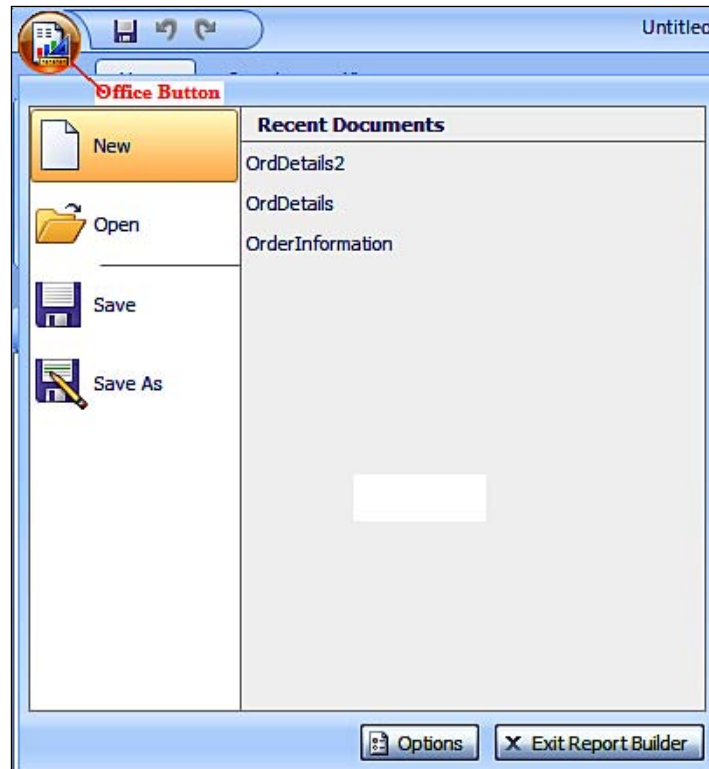 Untitled
Office Button
New
Recent Documents
OrdDetails2
OrdDetails
OrderInformation
Open
Save
Save As
Options
X Exit Report Builder